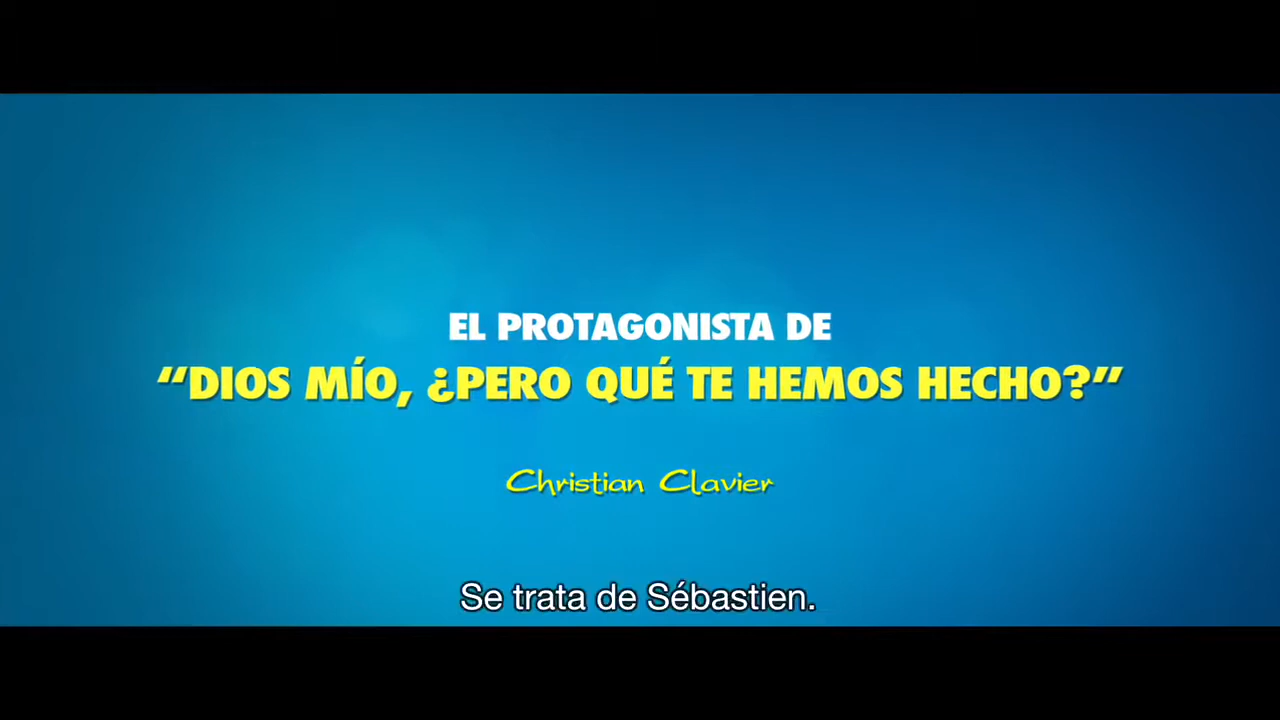 EL PROTAGONISTA DE
“DIOS MÍO, ¿PERO QUÉ TE HEMOS HECHO?”
Christian Clavier
Se trata de Sébastien.